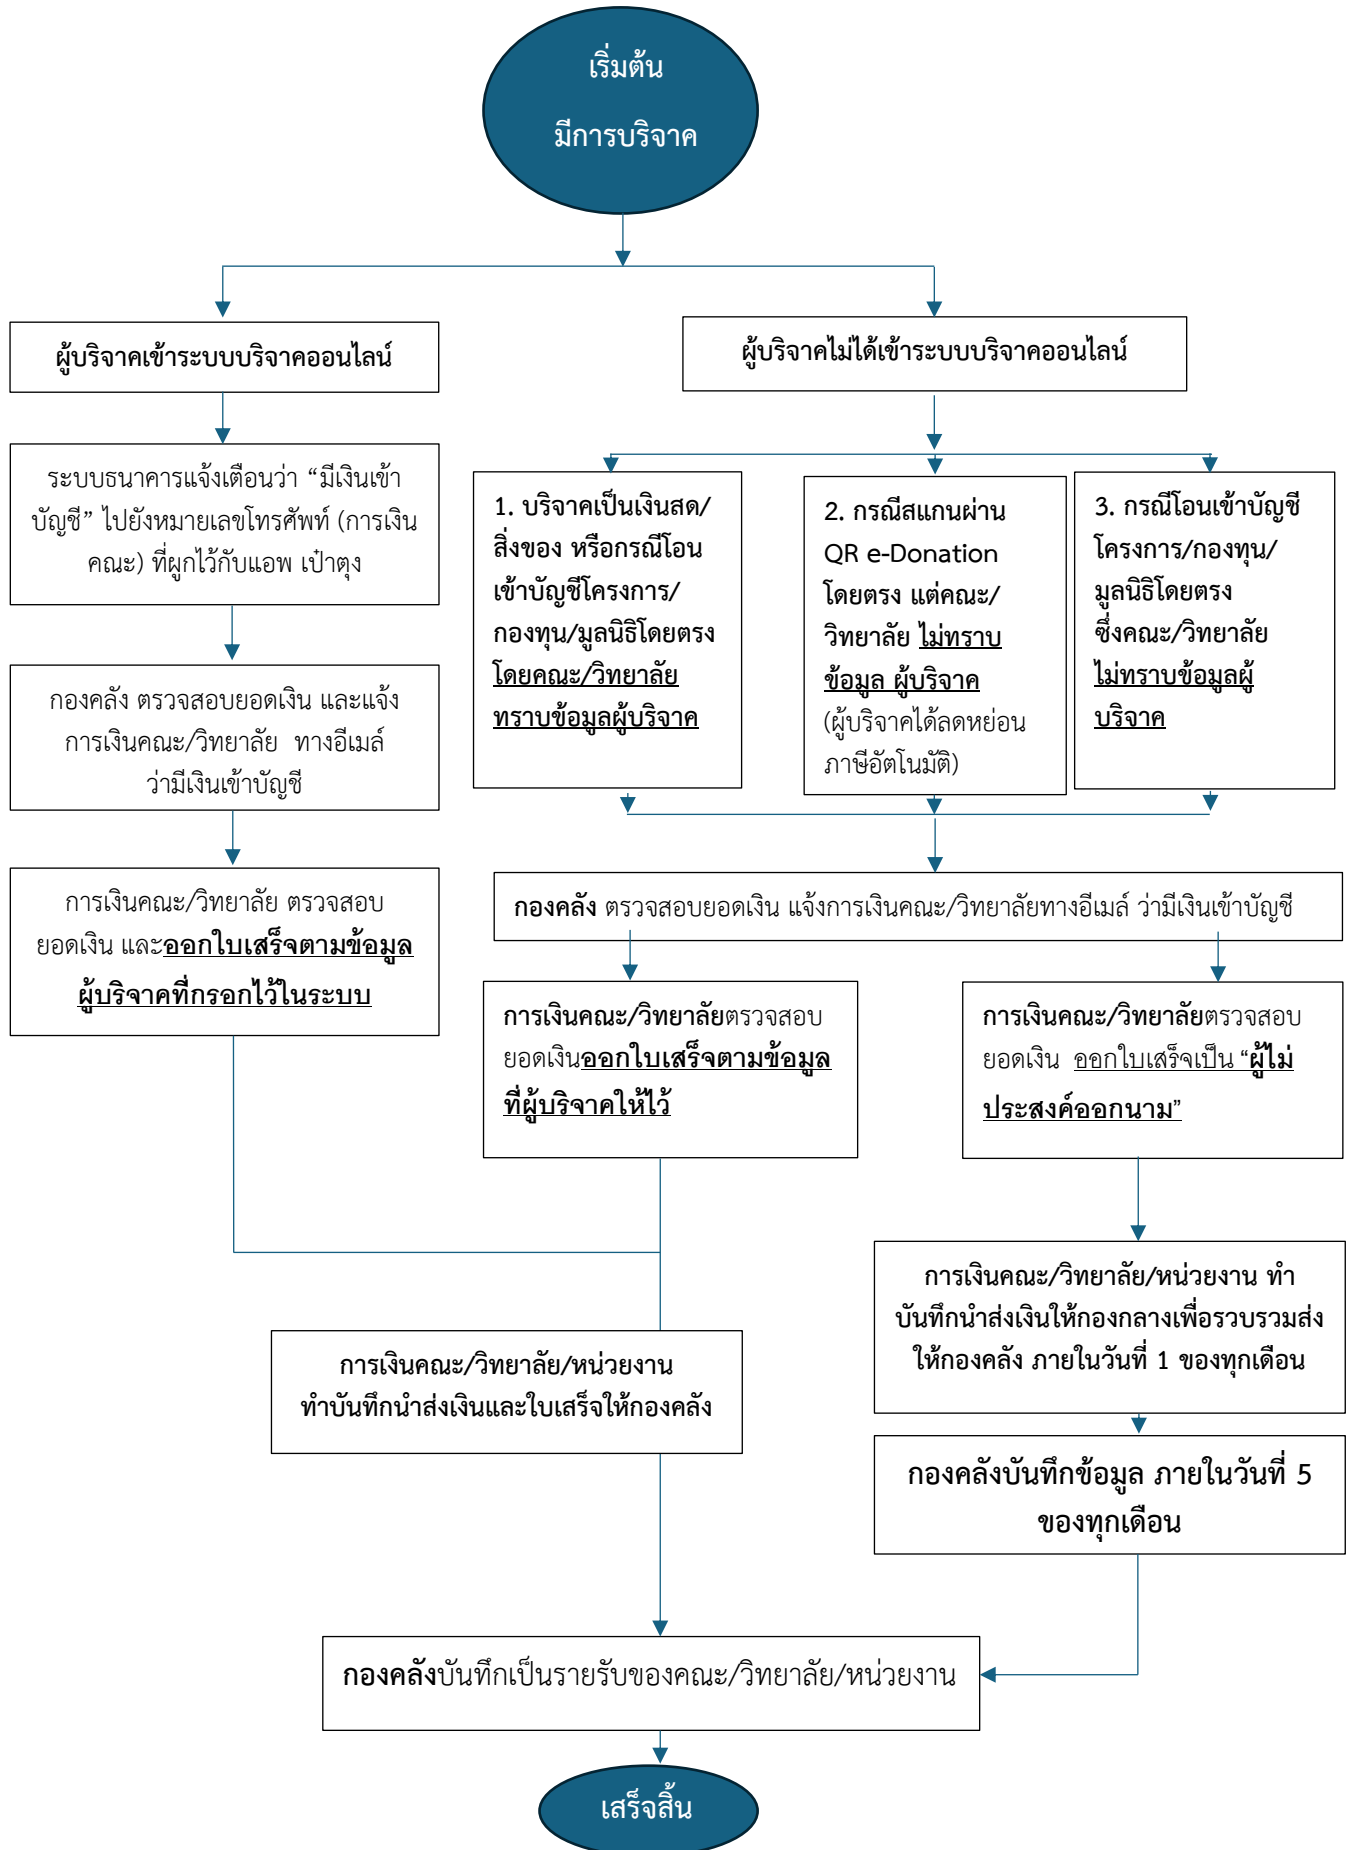 เริ่มต้น
มีการบริจาค
ผู้บริจาคเข้าระบบบริจาคออนไลน์
ผู้บริจาคไม่ได้เข้าระบบบริจาคออนไลน์
ระบบธนาคารแจ้งเตือนว่า “มีเงินเข้า
บัญชี” ไปยังหมายเลขโทรศัพท์ (การเงิน
คณะ) ที่ผูกไว้กับแอพ เป๋าตุง
1. บริจาคเป็นเงินสด/
สิ่งของ หรือกรณีโอน
เข้าบัญชีโครงการ/
กองทุน/มูลนิธิโดยตรง
โดยคณะ/วิทยาลัย
ทราบข้อมูลผู้บริจาค
2. กรณีสแกนผ่าน
QR e-Donation
โดยตรง แต่คณะ/
วิทยาลัย ไม่ทราบ
ข้อมูล ผู้บริจาค
(ผู้บริจาคได้ลดหย่อน
ภาษีอัตโนมัติ)
3. กรณีโอนเข้าบัญชี
โครงการ/กองทุน/
มูลนิธิโดยตรง
ซึ่งคณะ/วิทยาลัย
ไม่ทราบข้อมูลผู้
บริจาค
กองคลัง ตรวจสอบยอดเงิน และแจ้ง
การเงินคณะ/วิทยาลัย ทางอีเมล์
ว่ามีเงินเข้าบัญชี
การเงินคณะ/วิทยาลัย ตรวจสอบ
ยอดเงิน และออกใบเสร็จตามข้อมูล
ผู้บริจาคที่กรอกไว้ในระบบ
กองคลัง ตรวจสอบยอดเงิน แจ้งการเงินคณะ/วิทยาลัยทางอีเมล์ ว่ามีเงินเข้าบัญชี
การเงินคณะ/วิทยาลัยตรวจสอบ
ยอดเงินออกใบเสร็จตามข้อมูล
ที่ผู้บริจาคให้ไว้
การเงินคณะ/วิทยาลัยตรวจสอบ
ยอดเงิน ออกใบเสร็จเป็น “ผู้ไม่
ประสงค์ออกนาม”
การเงินคณะ/วิทยาลัย/หน่วยงาน ทำ
บันทึกนำส่งเงินให้กองกลางเพื่อรวบรวมส่ง
ให้กองคลัง ภายในวันที่ 1 ของทุกเดือน
การเงินคณะ/วิทยาลัย/หน่วยงาน
ทำบันทึกนำส่งเงินและใบเสร็จให้กองคลัง
กองคลังบันทึกข้อมูล ภายในวันที่ 5
ของทุกเดือน
กองคลังบันทึกเป็นรายรับของคณะ/วิทยาลัย/หน่วยงาน
เสร็จสิ้น